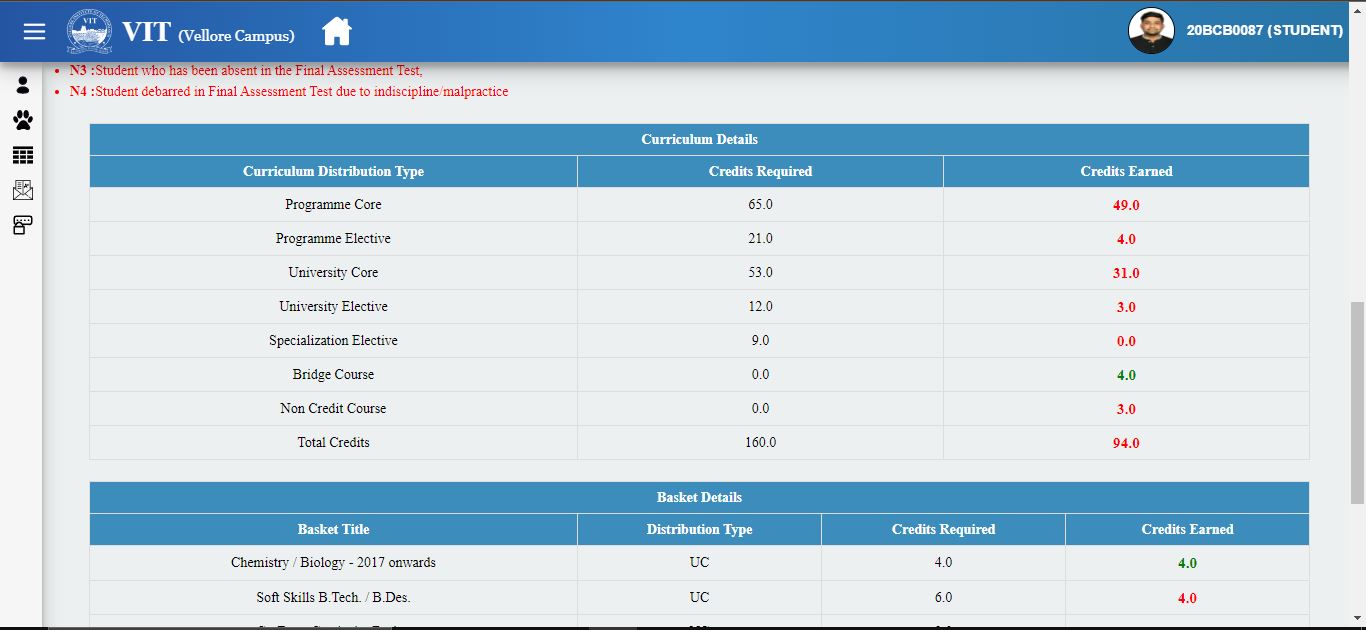 VIT (Vellore Campus)
20BCB0087 (STUDENT)
N3 :Student who has been absent in the Final Assessment Test,
N4 :Student debarred in Final Assessment Test due to indiscipline/malpractice
Curriculum Details
Curriculum Distribution Type Credits Required Credits Earned
Programme Core 65.0 49.0
Programme Elective 21.0 4.0
University Core 53.0 31.0
University Elective 12.0 3.0
Specialization Elective 9.0 0.0
Bridge Course 0.0 4.0
Non Credit Course 0.0 3.0
Total Credits 160.0 94.0
Basket Details
Basket Title Distribution Type Credits Required Credits Earned
Chemistry / Biology - 2017 onwards UC 4.0 4.0
Soft Skills B.Tech. / B.Des. UC 6.0 4.0